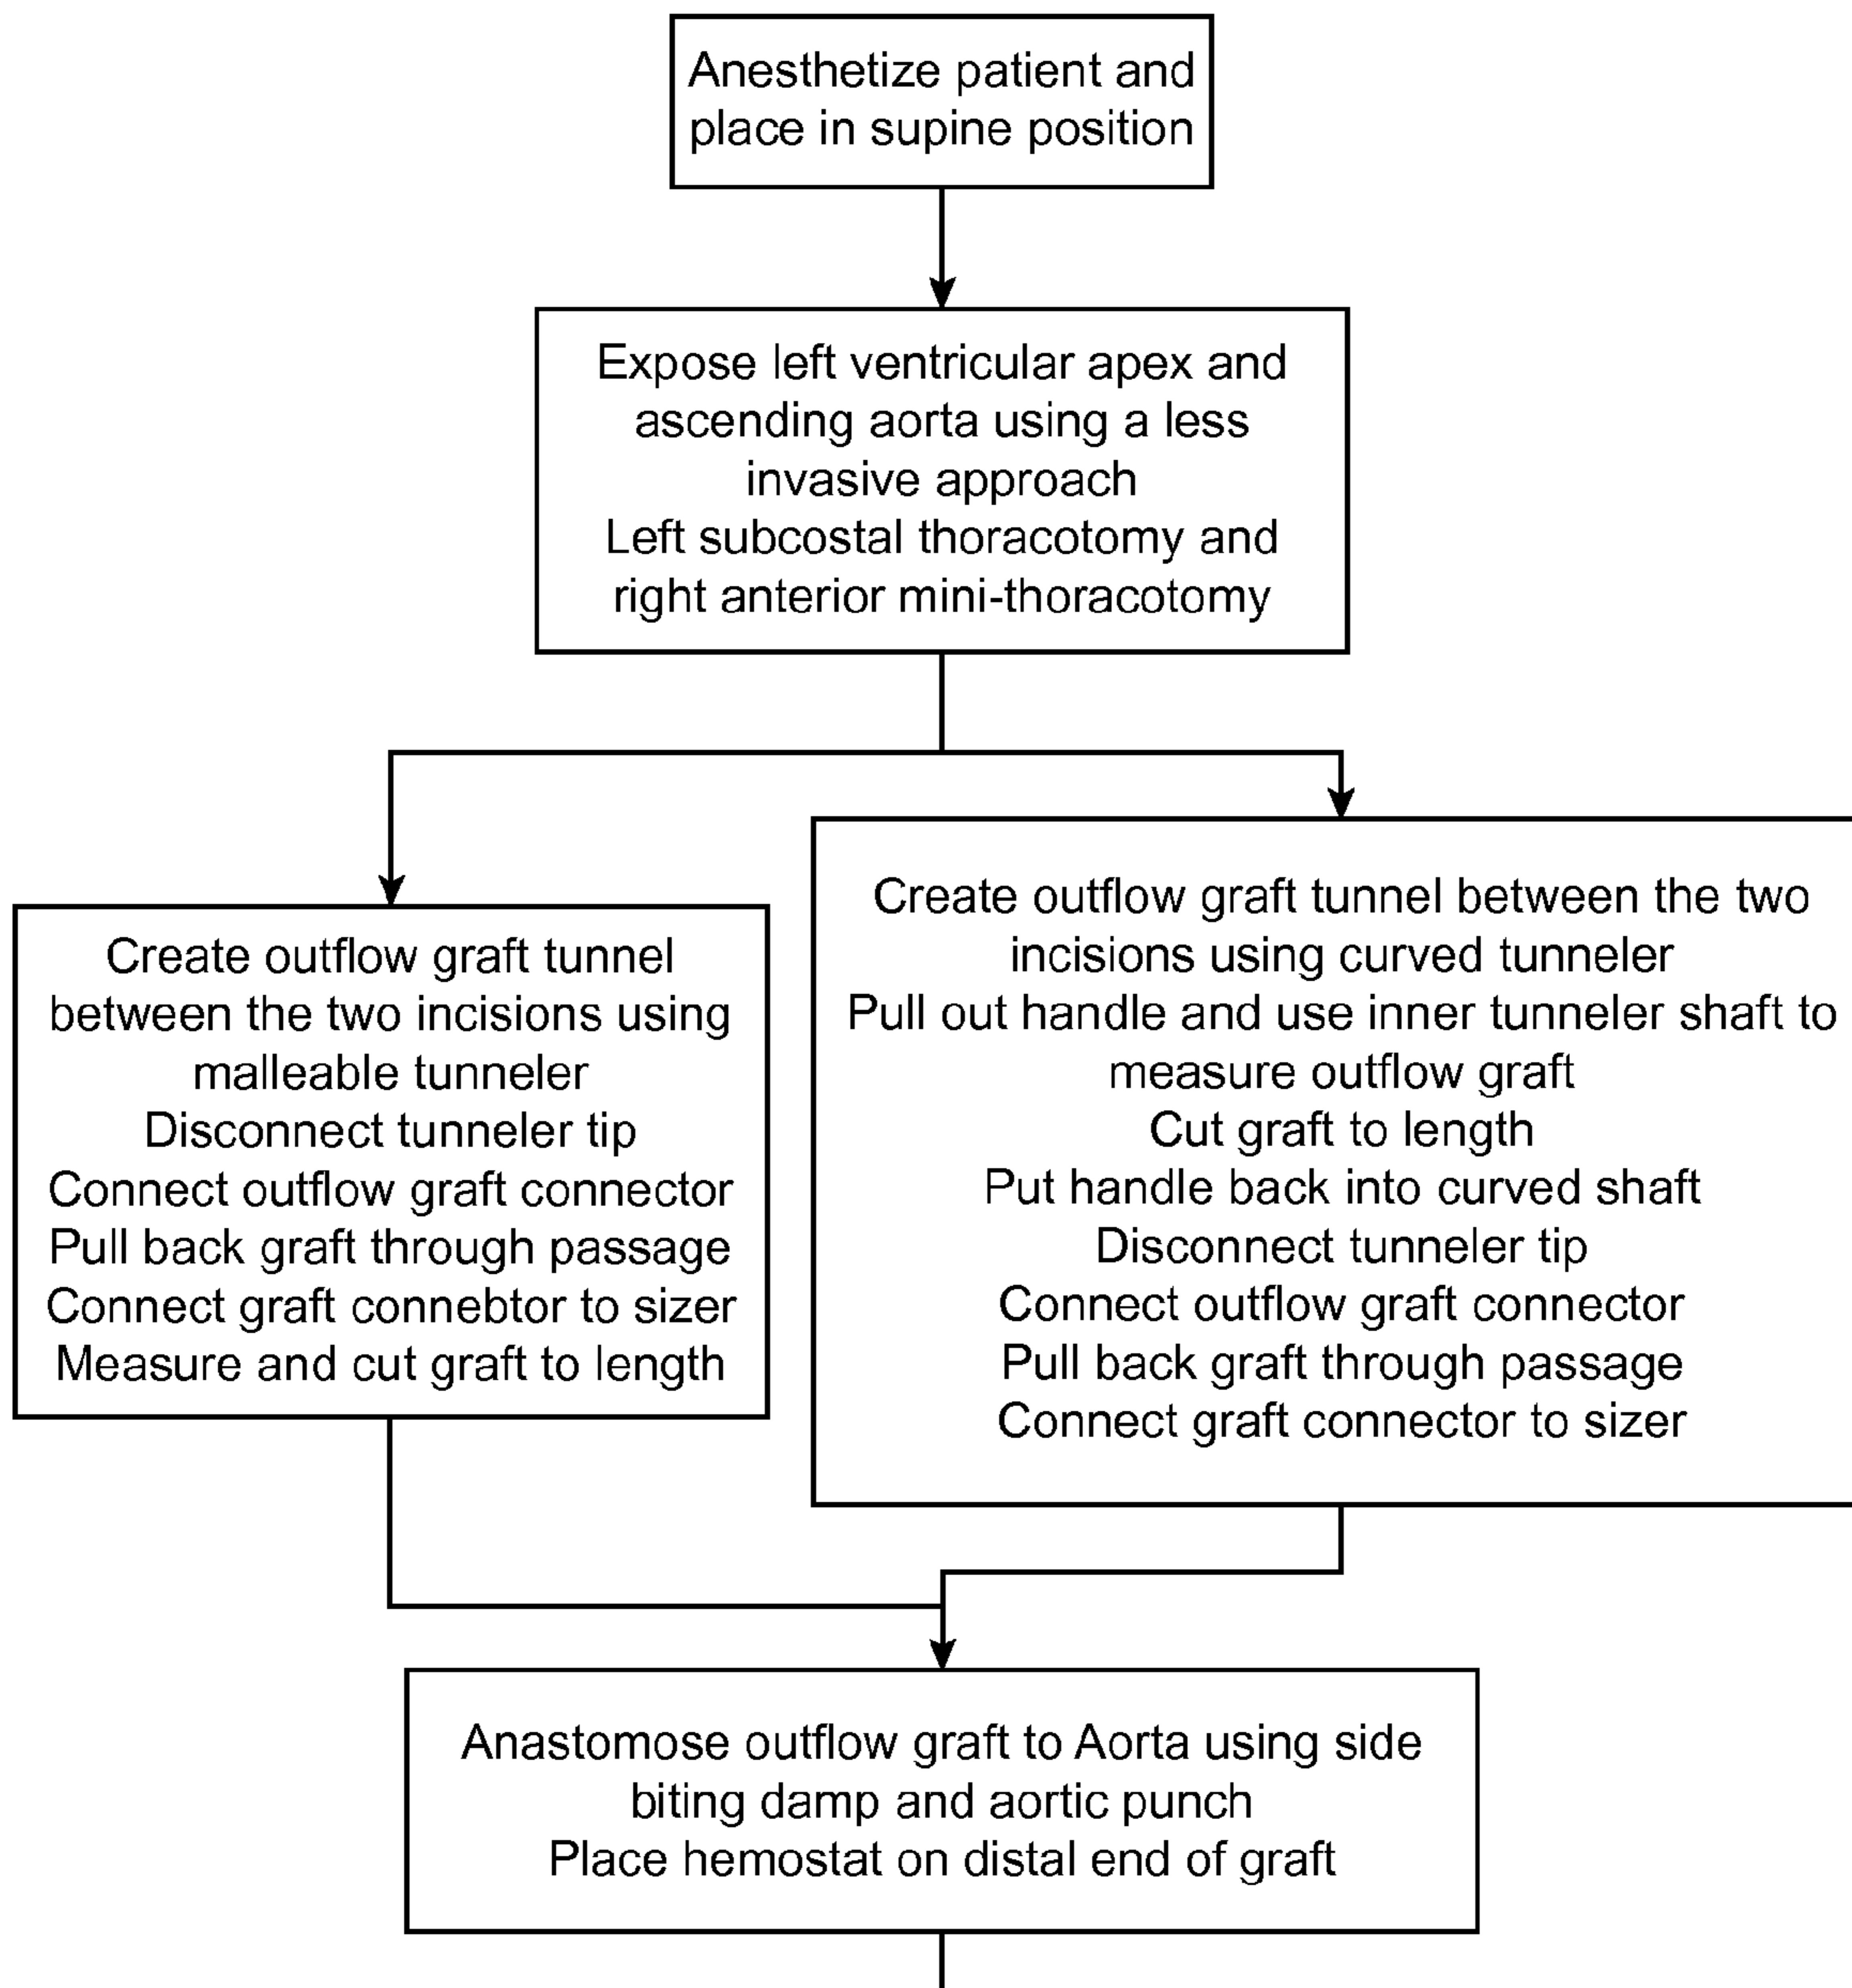 Anesthetize patient and
place in supine position
Expose left ventricular apex and
ascending aorta using a less
invasive approach
Left subcostal thoracotomy and
right anterior mini-thoracotomy
Create outflow graft tunnel
between the two incisions using
malleable tunneler
Disconnect tunneler tip
Connect outflow graft connector
Pull back graft through passage
Connect graft connebtor to sizer
Measure and cut graft to length
Create outflow graft tunnel between the two
incisions using curved tunneler
Pull out handle and use inner tunneler shaft to
measure outflow graft
Cut graft to length
Put handle back into curved shaft
Disconnect tunneler tip
Connect outflow graft connector
Pull back graft through passage
Connect graft connector to sizer
Anastomose outflow graft to Aorta using side
biting damp and aortic punch
Place hemostat on distal end of graft